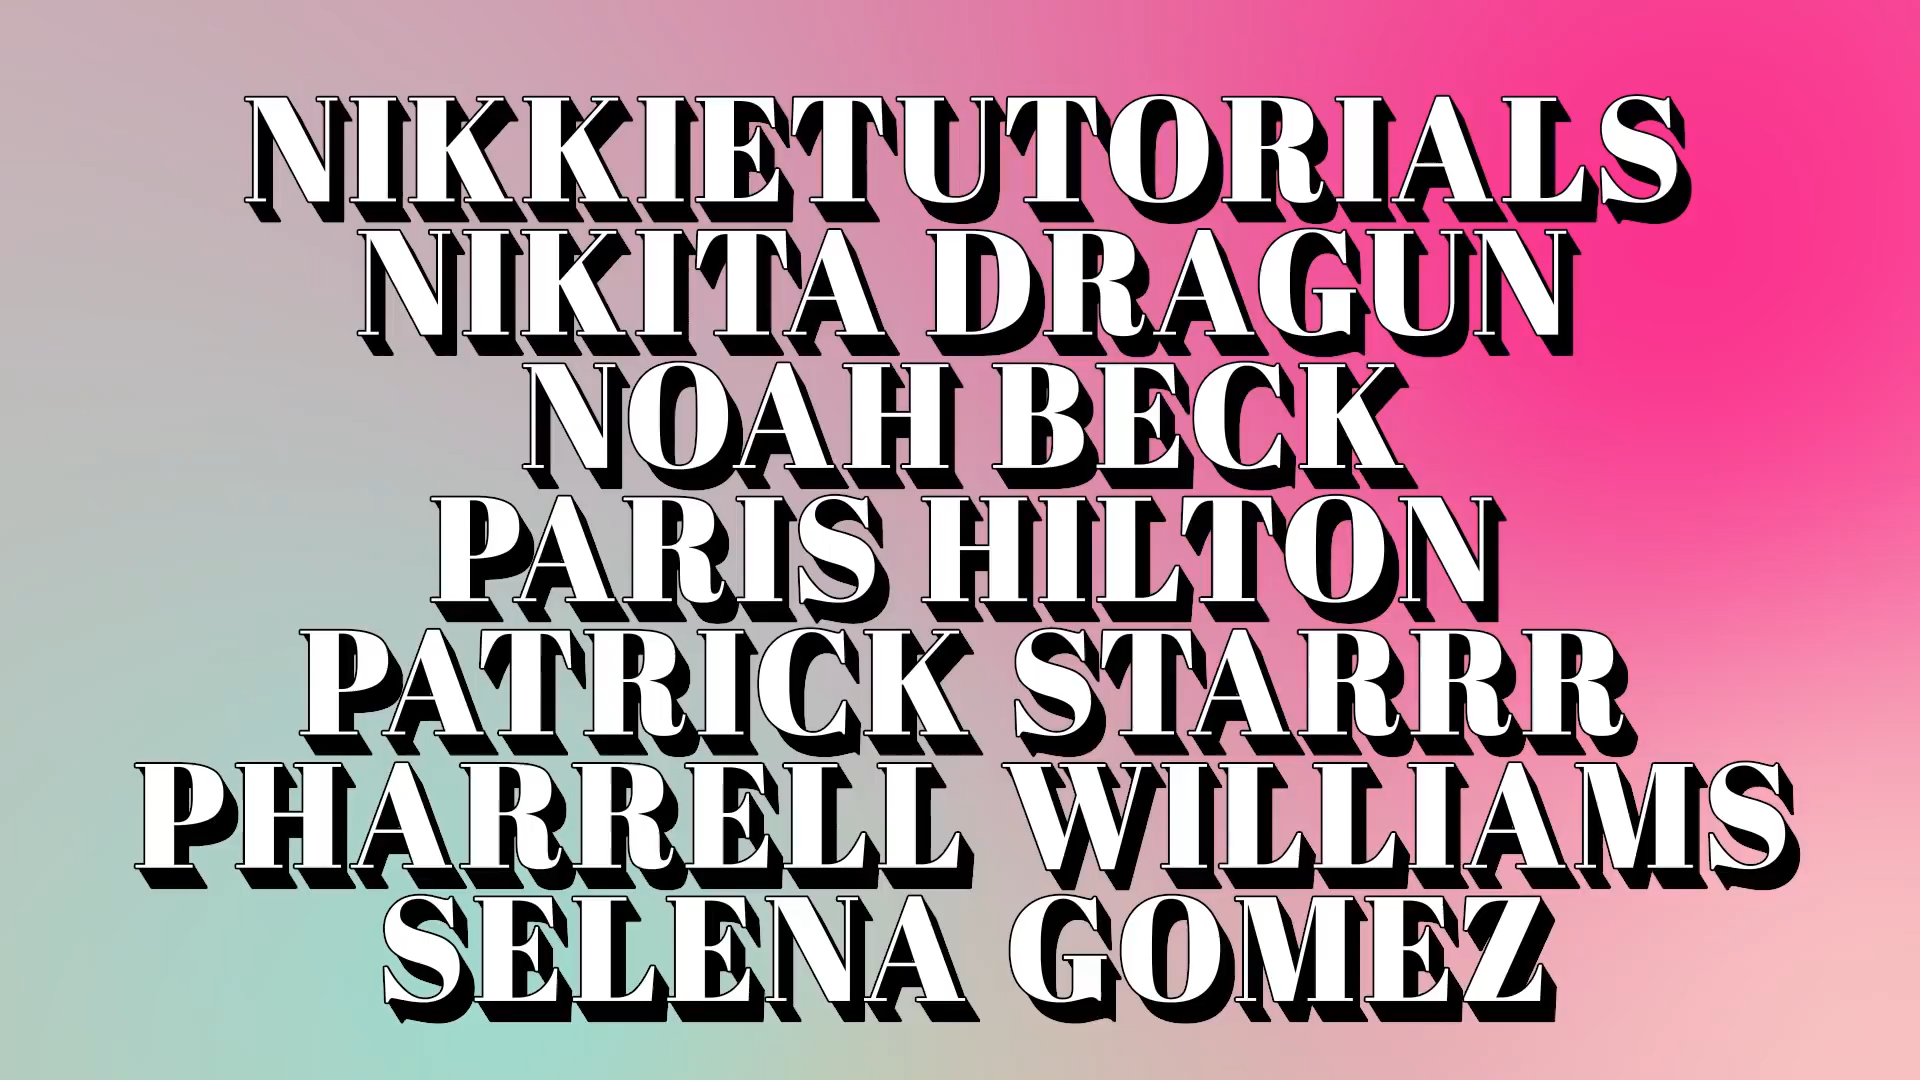 NIKKIETUTORIALS
NIKITA DRAGUN
NOAH BECK
PARIS HILTON
PATRICK STARRR
PHARRELL WILLIAMS
SELENA GOMEZ